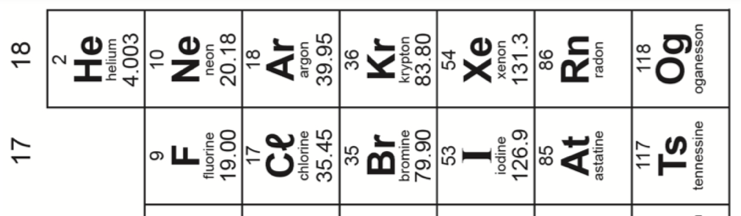 18
2
He
helium
4.003
10
Ne
neon
20.18
18
Ar
argon
39.95
36
Kr
krypton
83.80
54
Xe
xenon
131.3
86
Rn
radon
118
Og
oganesson
17
9
F
fluorine
19.00
17
Cℓ
chlorine
35.45
35
Br
bromine
79.90
53
I
iodine
126.9
85
At
astatine
117
Ts
tennessine